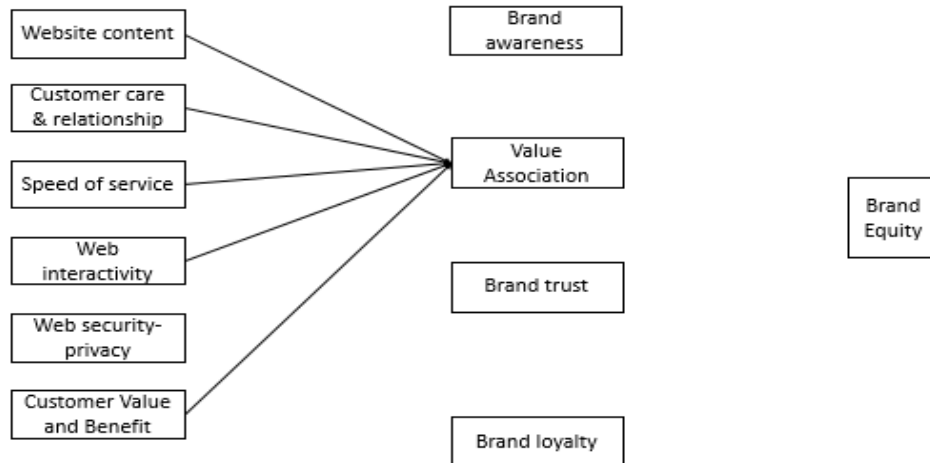 Website content
Customer care
& relationship
Speed of service
Web
interactivity
Web security-
privacy
Customer Value
and Benefit
Brand
awareness
Value
Association
Brand trust
Brand loyalty
Brand
Equity